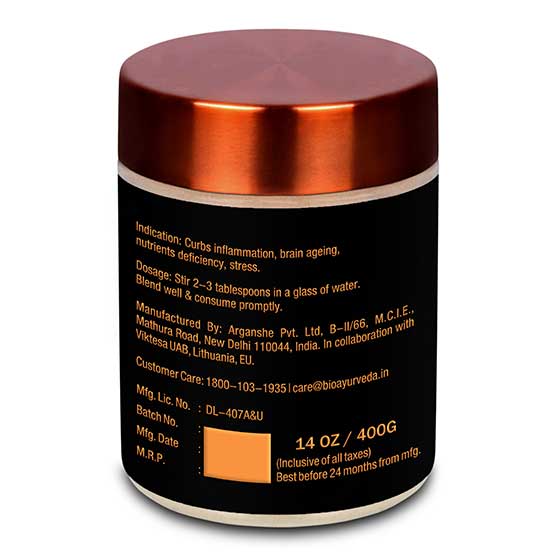 Indication: Curbs inflammation, brain ageing,
nutrients deficiency, stress.
Dosage: Stir 2–3 tablespoons in a glass of water.
Blend well & consume promptly.
Manufactured By: Arganshe Pvt. Ltd, B–II/66, M.C.I.E.,
Mathura Road, New Delhi 110044, India. In collaboration with
Viktesa UAB, Lithuania, EU.
Customer Care: 1800–103–1935 | care@bioayurveda.in
Mfg. Lic. No. : DL–407A&U
Batch No. :
Mfg. Date :
M.R.P. :
14 OZ / 400G
(Inclusive of all taxes)
Best before 24 months from mfg.